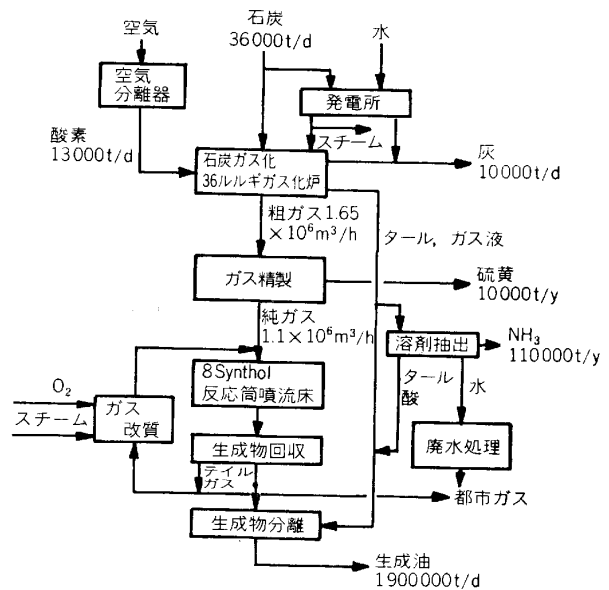 空気
石炭
36000t/d
水
空気
分離器
発電所
酸素
13000t/d
スチーム
石炭ガス化
36ルルギガス化炉
灰
10000t/d
粗ガス1.65
×10⁶m³/h
タール，ガス液
ガス精製
硫黄
10000t/y
純ガス
1.1×10⁶m³/h
溶剤抽出
NH₃
110000t/y
8Synthol
反応筒噴流床
タール
酸
水
O₂
スチーム
ガス
改質
生成物回収
廃水処理
テイル
ガス
都市ガス
生成物分離
生成油
1900000t/d